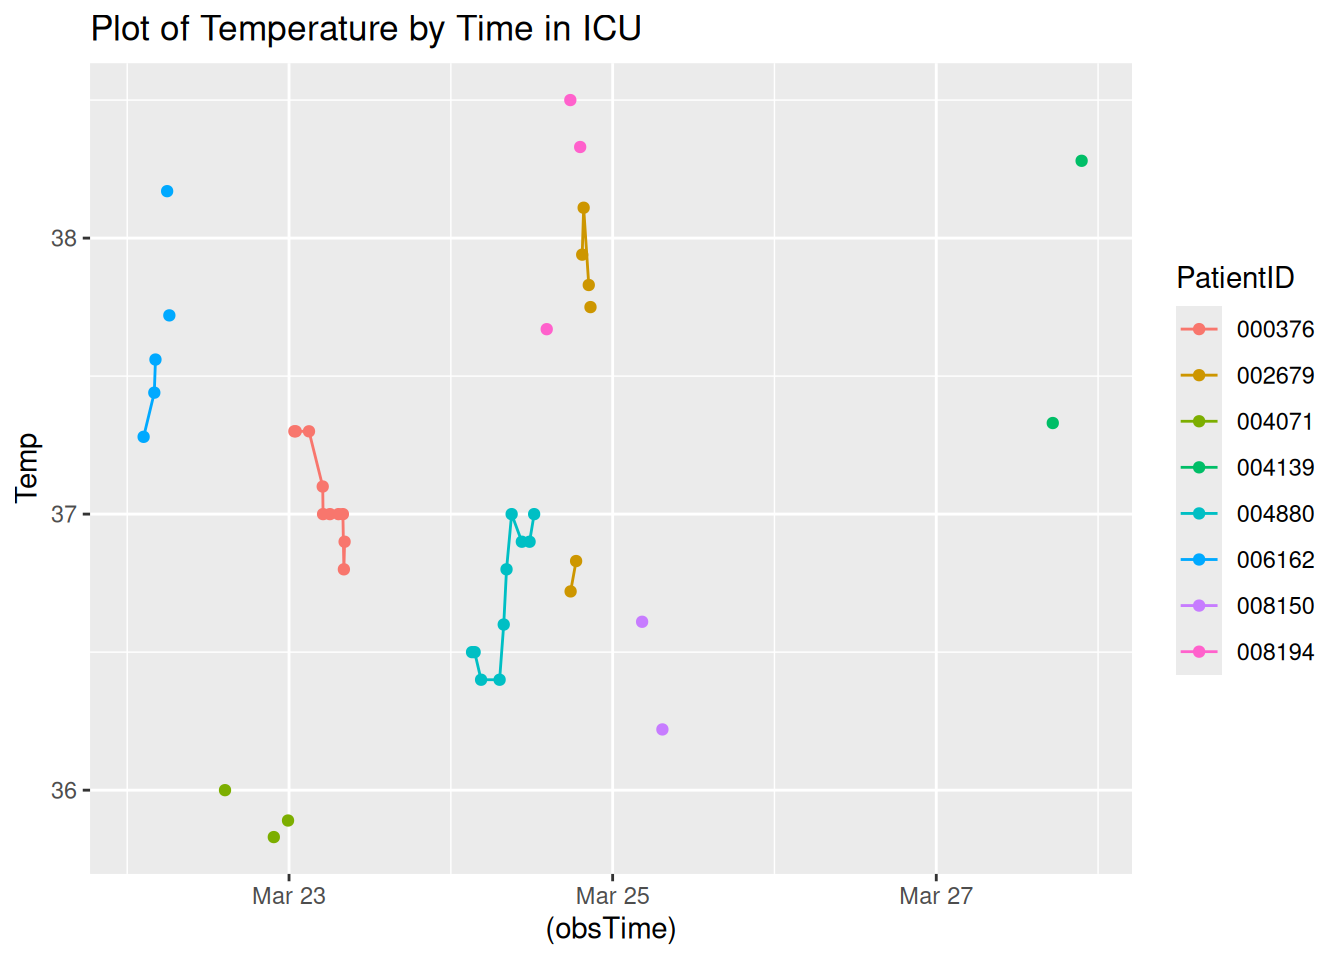 Plot of Temperature by Time in ICU
Temp
38
37
36
Mar 23
Mar 25
Mar 27
(obsTime)
PatientID
000376
002679
004071
004139
004880
006162
008150
008194